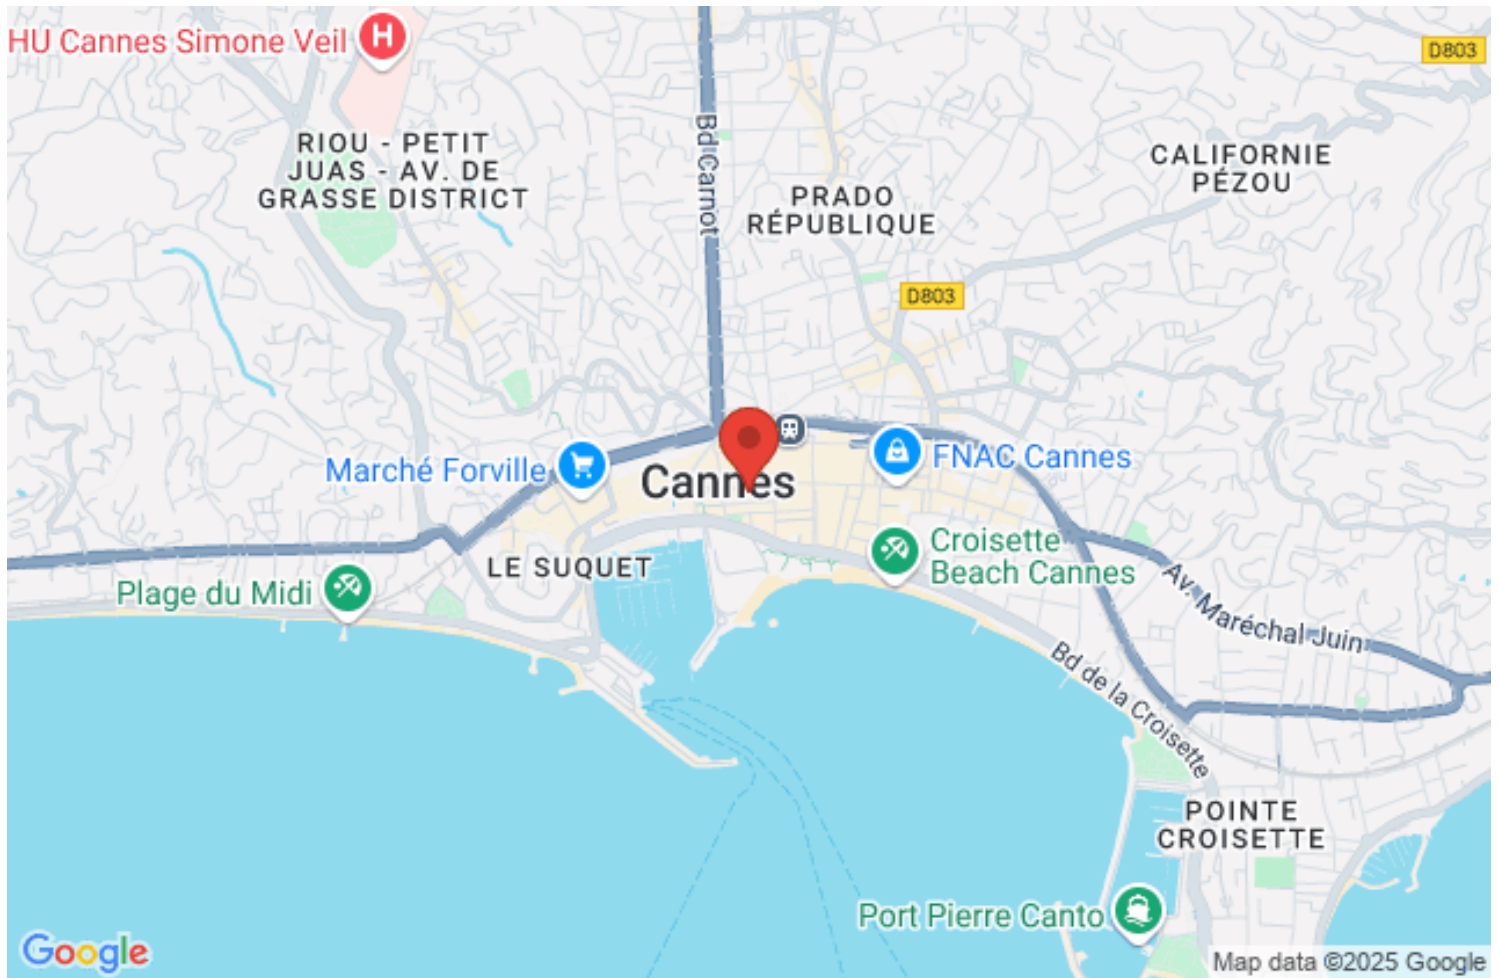 HU Cannes Simone Veil
H
D803
RIOU - PETIT
JUAS - AV. DE
GRASSE DISTRICT
Bd Carnot
CALIFORNIE
PÉZOU
PRADO
RÉPUBLIQUE
D803
Marché Forville
Cannes
FNAC Cannes
LE SUQUET
Croisette
Beach Cannes
Plage du Midi
Av. Maréchal Juin
Bd de la Croisette
POINTE
CROISETTE
Port Pierre Canto
Google
Map data ©2025 Google